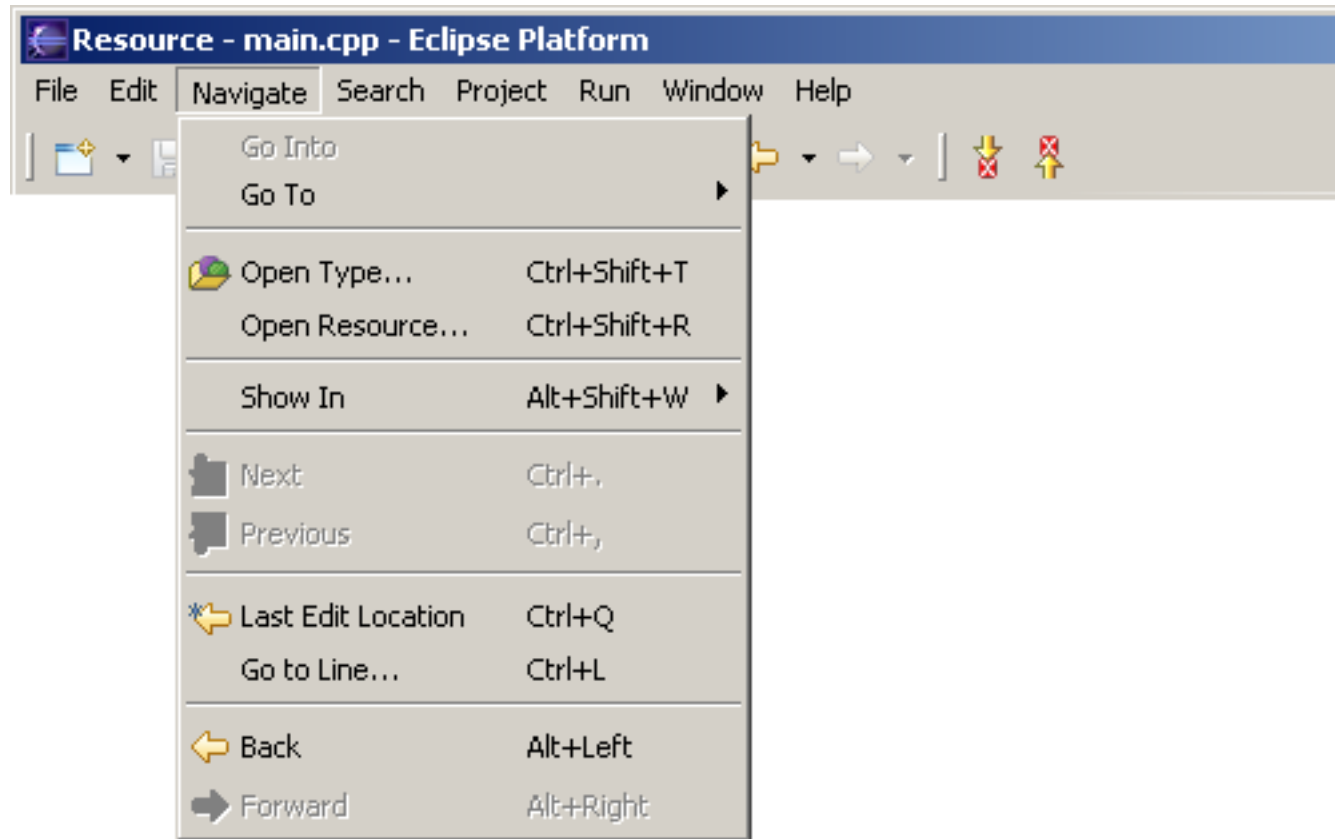 Resource - main.cpp - Eclipse Platform
File Edit Navigate Search Project Run Window Help
Go Into
Go To
Open Type... Ctrl+Shift+T
Open Resource... Ctrl+Shift+R
Show In Alt+Shift+W
Next Ctrl+.
Previous Ctrl+,
Last Edit Location Ctrl+Q
Go to Line... Ctrl+L
Back Alt+Left
Forward Alt+Right